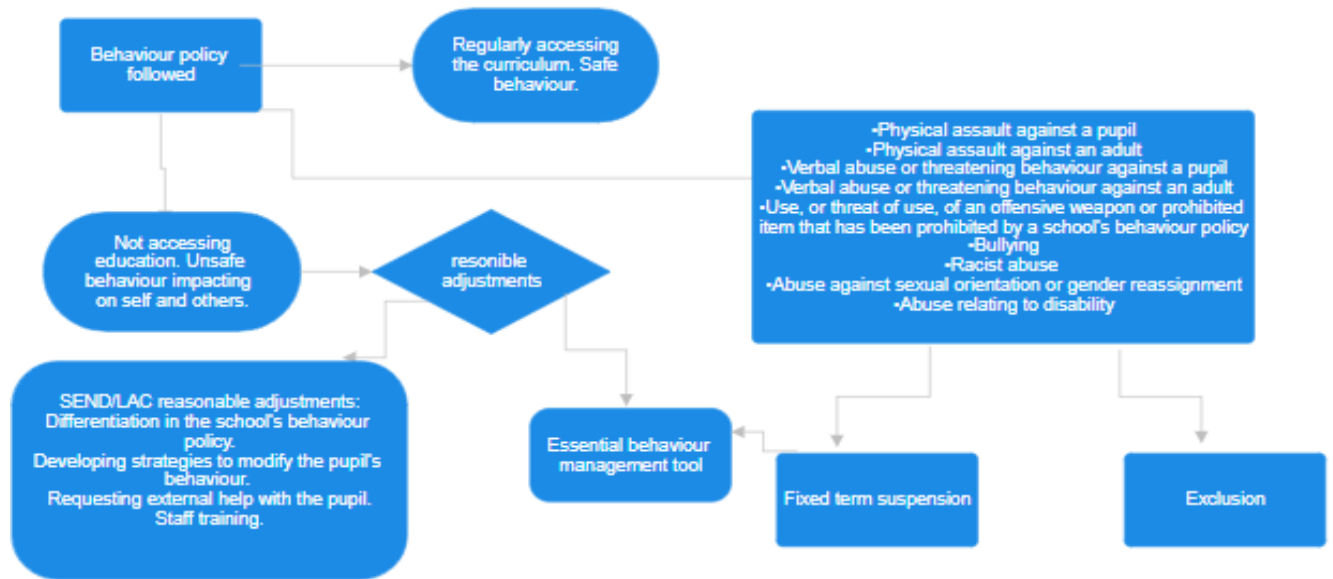 Behaviour policy
followed
Regularly accessing
the curriculum. Safe
behaviour.
•Physical assault against a pupil
•Physical assault against an adult
•Verbal abuse or threatening behaviour against a pupil
•Verbal abuse or threatening behaviour against an adult
•Use, or threat of use, of an offensive weapon or prohibited
item that has been prohibited by a school's behaviour policy
•Bullying
•Racist abuse
•Abuse against sexual orientation or gender reassignment
•Abuse relating to disability
Not accessing
education. Unsafe
behaviour impacting
on self and others.
resonible
adjustments
SEND/LAC reasonable adjustments:
Differentiation in the school's behaviour
policy.
Developing strategies to modify the pupil's
behaviour.
Requesting external help with the pupil.
Staff training.
Essential behaviour
management tool
Fixed term suspension
Exclusion